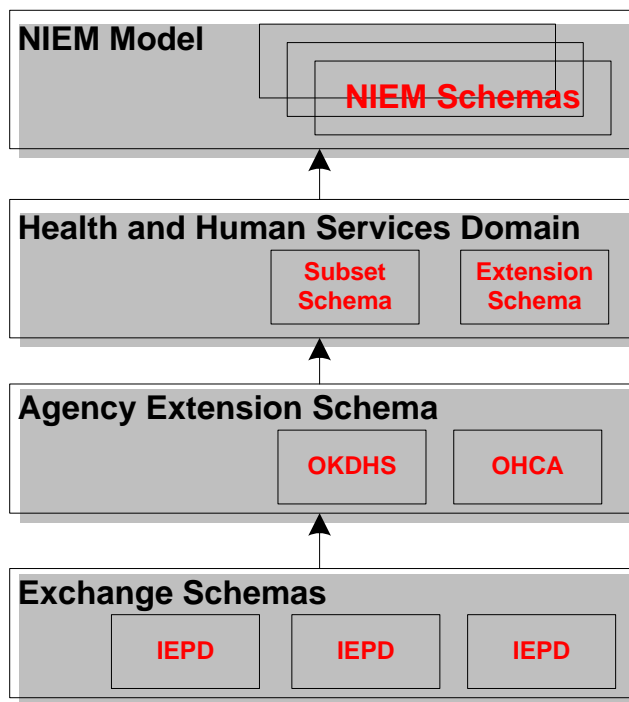 NIEM Model
NIEM Schemas
Health and Human Services Domain
Subset
Schema
Extension
Schema
Agency Extension Schema
OKDHS
OHCA
Exchange Schemas
IEPD
IEPD
IEPD